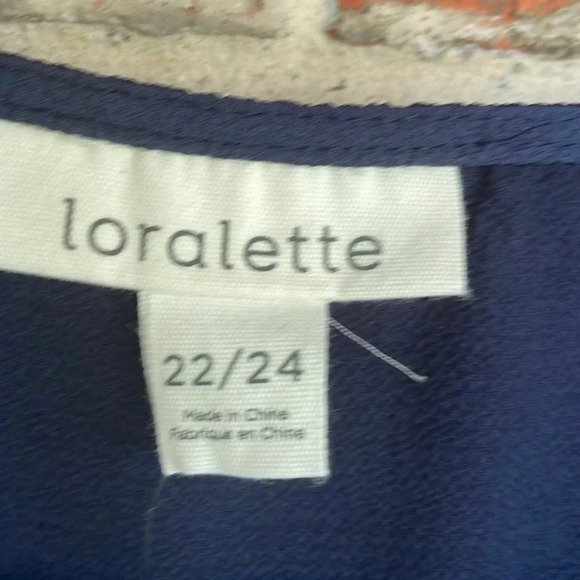 loralette
22/24
Made in China
Fabriqué en Chine